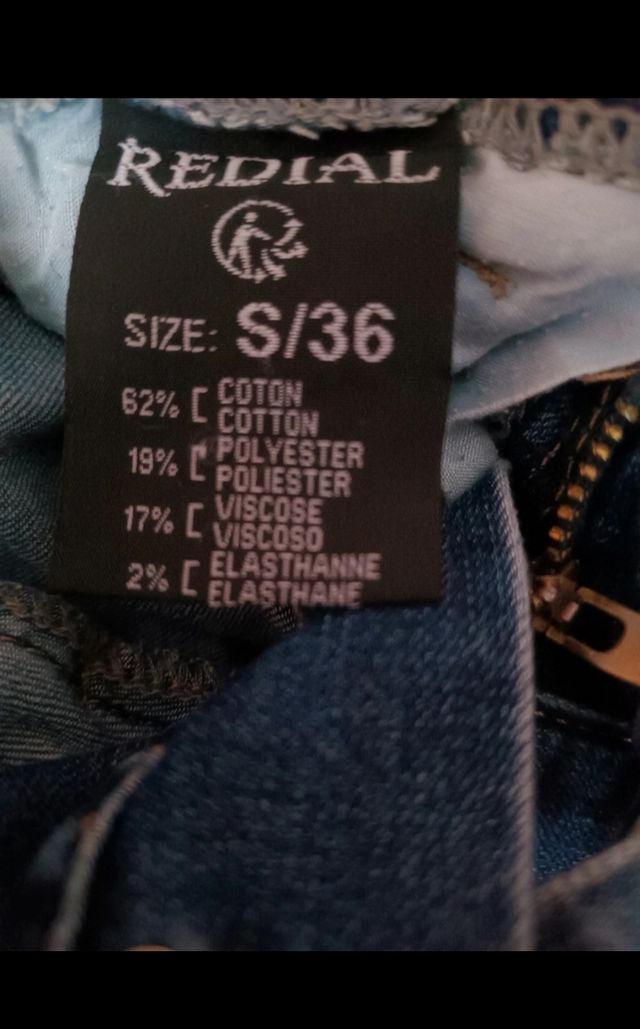 REDIAL
SIZE: S/36
62% [ COTON
COTTON
19% [ POLYESTER
POLIESTER
17% [ VISCOSE
VISCOSO
2% [ ELASTHANNE
ELASTHANE